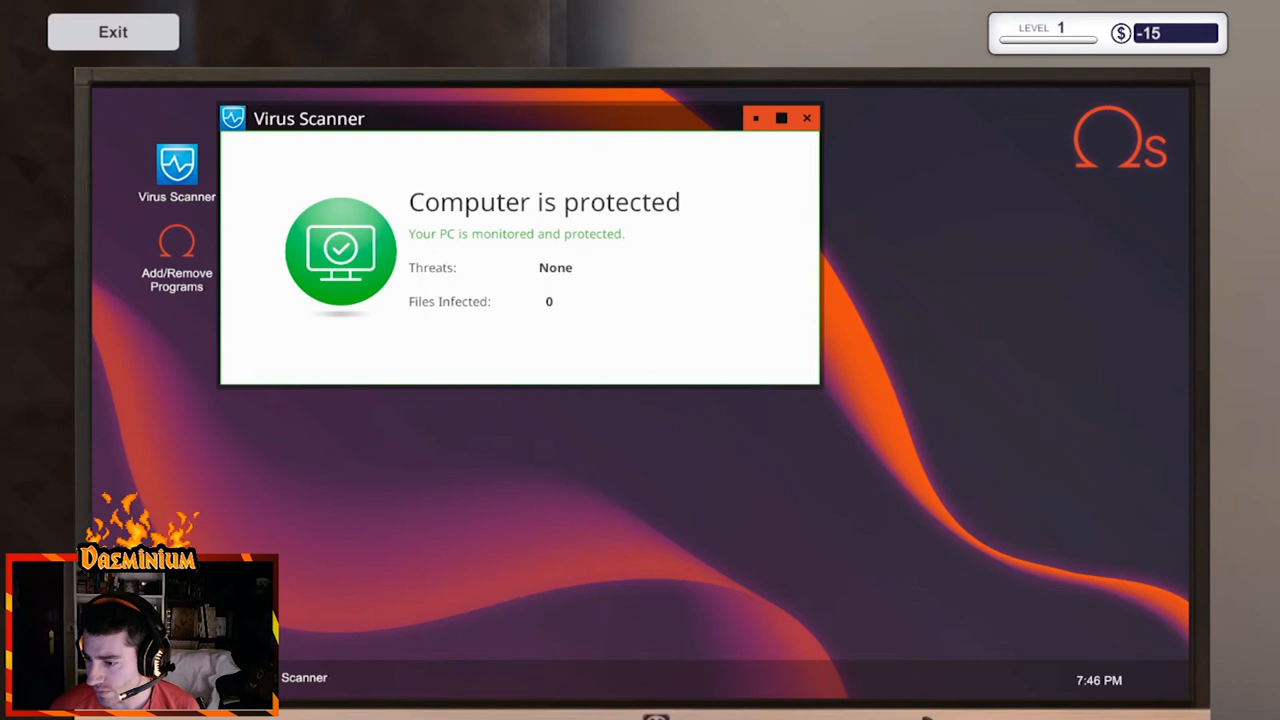 Exit
LEVEL 1
$ -15
Virus Scanner
Ωs
Virus Scanner
Computer is protected
Your PC is monitored and protected.
Add/Remove
Programs
Threats: None
Files Infected: 0
DAEMINIUM
Scanner
7:46 PM